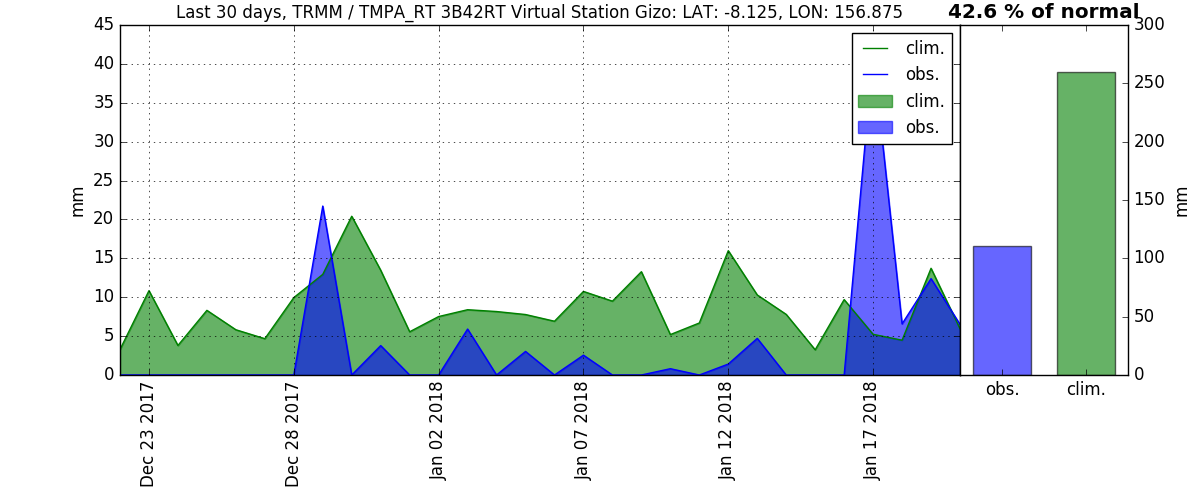 Last 30 days, TRMM / TMPA_RT 3B42RT Virtual Station Gizo: LAT: -8.125, LON: 156.875
42.6 % of normal
45
40
35
30
25
20
15
10
5
0
mm
clim.
obs.
clim.
obs.
Dec 23 2017
Dec 28 2017
Jan 02 2018
Jan 07 2018
Jan 12 2018
Jan 17 2018
300
250
200
150
100
50
0
mm
obs.
clim.